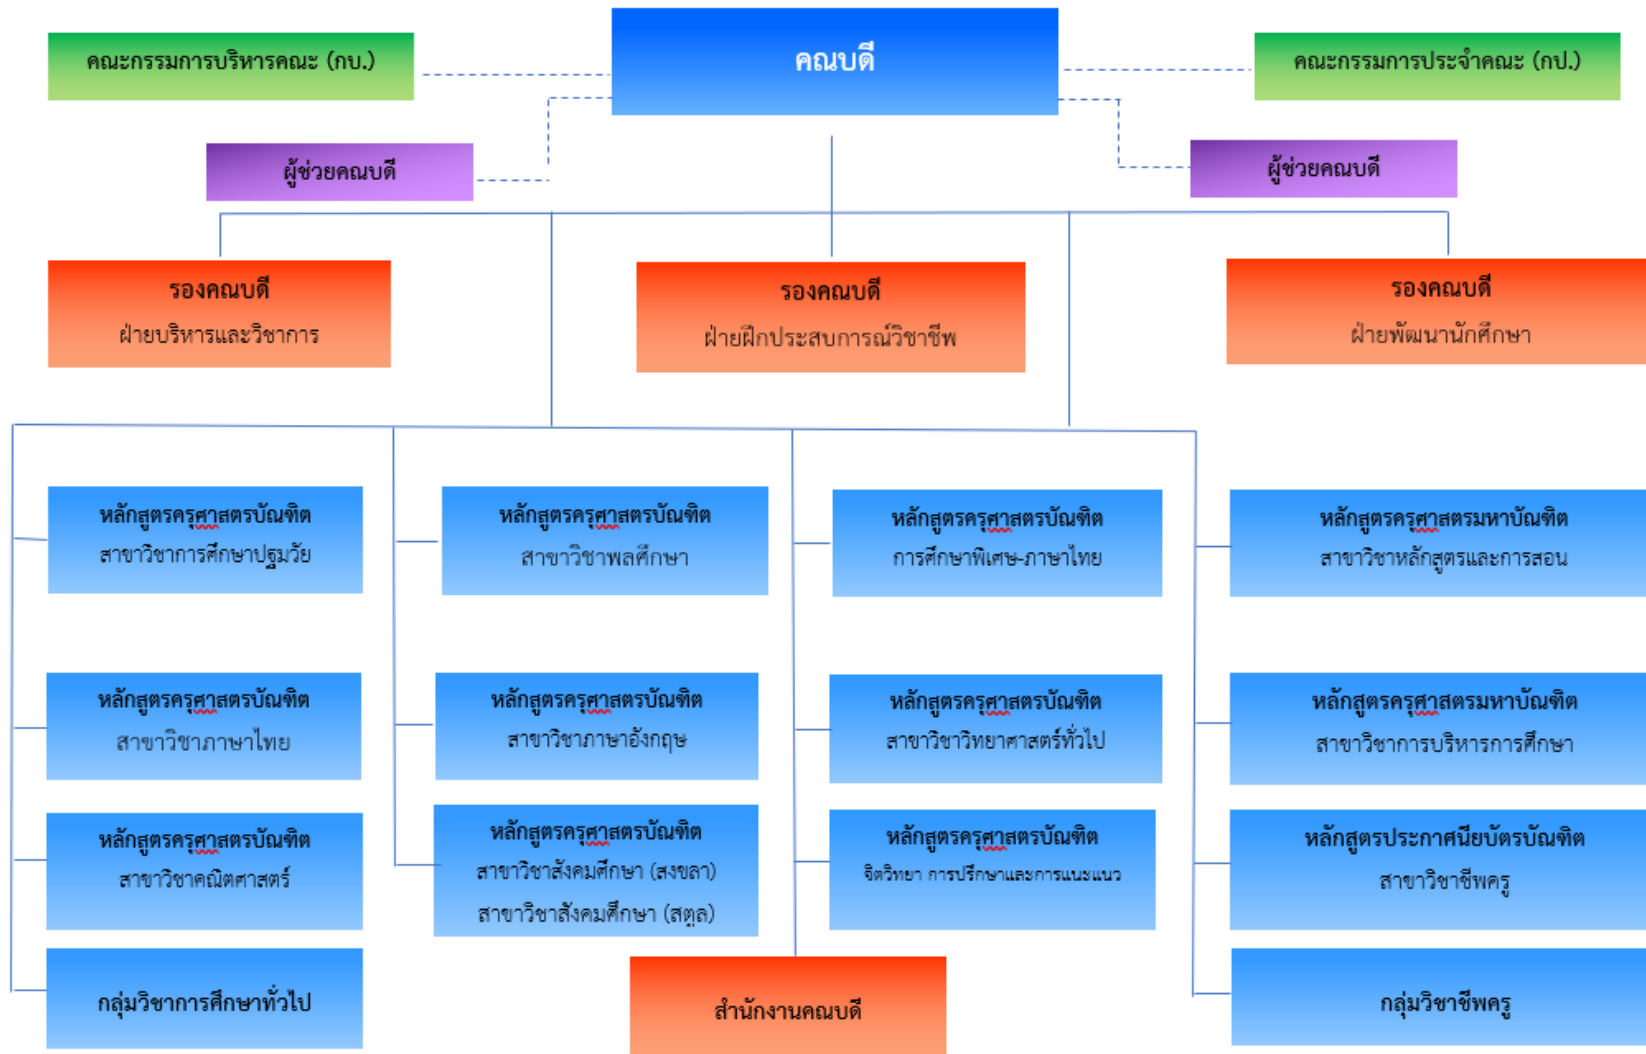 คณบดี
คณะกรรมการบริหารคณะ (กบ.)
คณะกรรมการประจำคณะ (กป.)
ผู้ช่วยคณบดี
ผู้ช่วยคณบดี
รองคณบดี
ฝ่ายบริหารและวิชาการ
รองคณบดี
ฝ่ายฝึกประสบการณ์วิชาชีพ
รองคณบดี
ฝ่ายพัฒนานักศึกษา
หลักสูตรครุศาสตรบัณฑิต
สาขาวิชาการศึกษาปฐมวัย
หลักสูตรครุศาสตรบัณฑิต
สาขาวิชาพลศึกษา
หลักสูตรครุศาสตรบัณฑิต
การศึกษาพิเศษ-ภาษาไทย
หลักสูตรครุศาสตรมหาบัณฑิต
สาขาวิชาหลักสูตรและการสอน
หลักสูตรครุศาสตรบัณฑิต
สาขาวิชาภาษาไทย
หลักสูตรครุศาสตรบัณฑิต
สาขาวิชาภาษาอังกฤษ
หลักสูตรครุศาสตรบัณฑิต
สาขาวิชาวิทยาศาสตร์ทั่วไป
หลักสูตรครุศาสตรมหาบัณฑิต
สาขาวิชาการบริหารการศึกษา
หลักสูตรครุศาสตรบัณฑิต
สาขาวิชาคณิตศาสตร์
หลักสูตรครุศาสตรบัณฑิต
สาขาวิชาสังคมศึกษา (สงขลา)
สาขาวิชาสังคมศึกษา (สตูล)
หลักสูตรครุศาสตรบัณฑิต
จิตวิทยา การปรึกษาและการแนะแนว
หลักสูตรประกาศนียบัตรบัณฑิต
สาขาวิชาชีพครู
กลุ่มวิชาการศึกษาทั่วไป
สำนักงานคณบดี
กลุ่มวิชาชีพครู